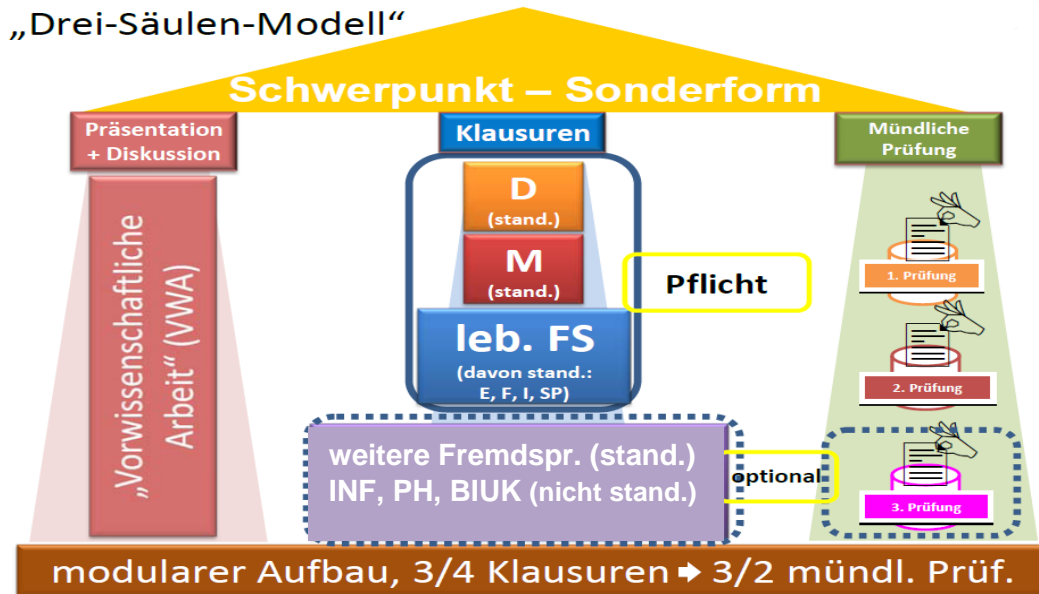 „Drei-Säulen-Modell“
Schwerpunkt – Sonderform
Präsentation
+ Diskussion
„Vorwissenschaftliche
Arbeit“ (VWA)
Klausuren
D
(stand.)
M
(stand.)
leb. FS
(davon stand.:
E, F, I, SP)
Pflicht
weitere Fremdspr. (stand.)
INF, PH, BIUK (nicht stand.)
optional
Mündliche
Prüfung
1. Prüfung
2. Prüfung
3. Prüfung
modularer Aufbau, 3/4 Klausuren ➡ 3/2 mündl. Prüf.